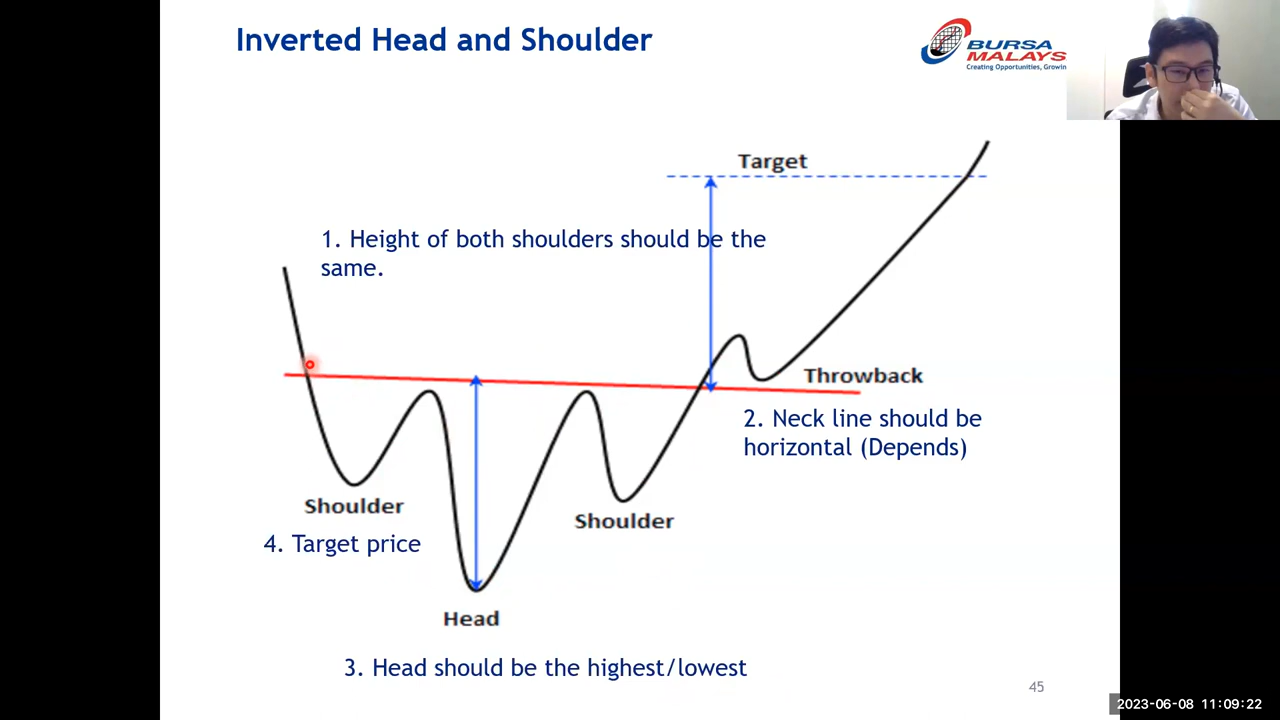 Inverted Head and Shoulder
BURSA
MALAYS
Creating Opportunities, Growin
Target
1. Height of both shoulders should be the
same.
Throwback
2. Neck line should be
horizontal (Depends)
Shoulder
Shoulder
4. Target price
Head
3. Head should be the highest/lowest
45
2023-06-08 11:09:22